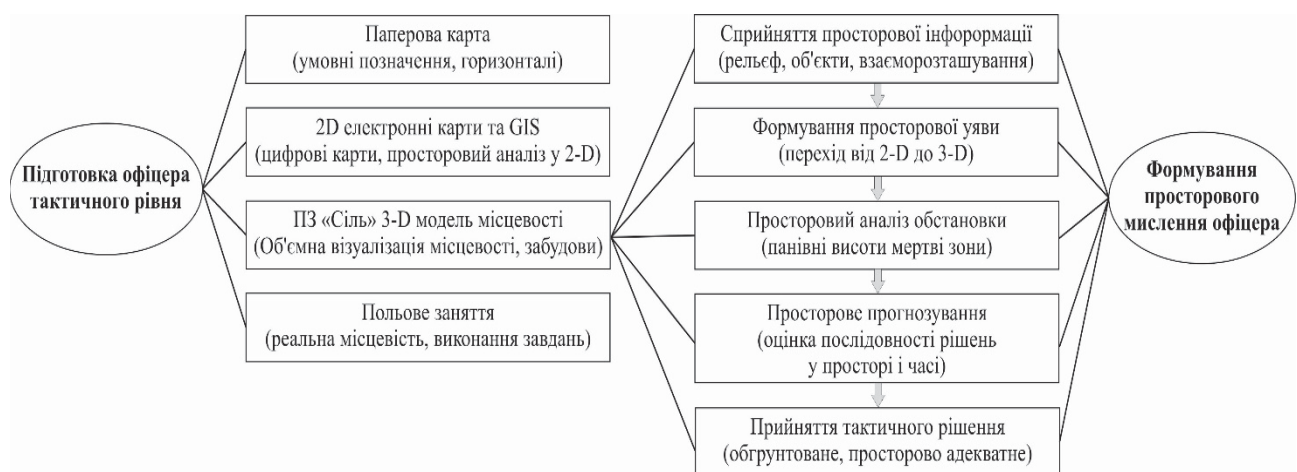 Підготовка офіцера
тактичного рівня
Паперова карта
(умовні позначення, горизонталі)
2D електронні карти та GIS
(цифрові карти, просторовий аналіз у 2-D)
ПЗ «Сіль» 3-D модель місцевості
(Об'ємна візуалізація місцевості, забудови)
Польове заняття
(реальна місцевість, виконання завдань)
Сприйняття просторової інфоормації
(рельєф, об'єкти, взаєморозташування)
Формування просторової уяви
(перехід від 2-D до 3-D)
Просторовий аналіз обстановки
(панівні висоти мертві зони)
Просторове прогнозування
(оцінка послідовності рішень
у просторі і часі)
Прийняття тактичного рішення
(обгрунтоване, просторово адекватне)
Формування
просторового
мислення офіцера